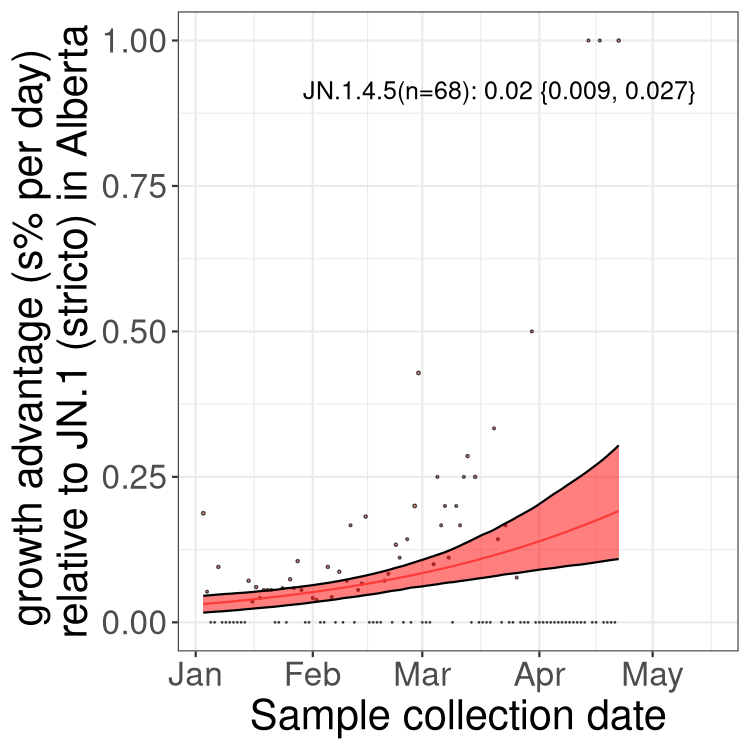 growth advantage (s% per day)
relative to JN.1 (stricto) in Alberta
1.00
0.75
0.50
0.25
0.00
JN.1.4.5(n=68): 0.02 {0.009, 0.027}
Jan Feb Mar Apr May
Sample collection date